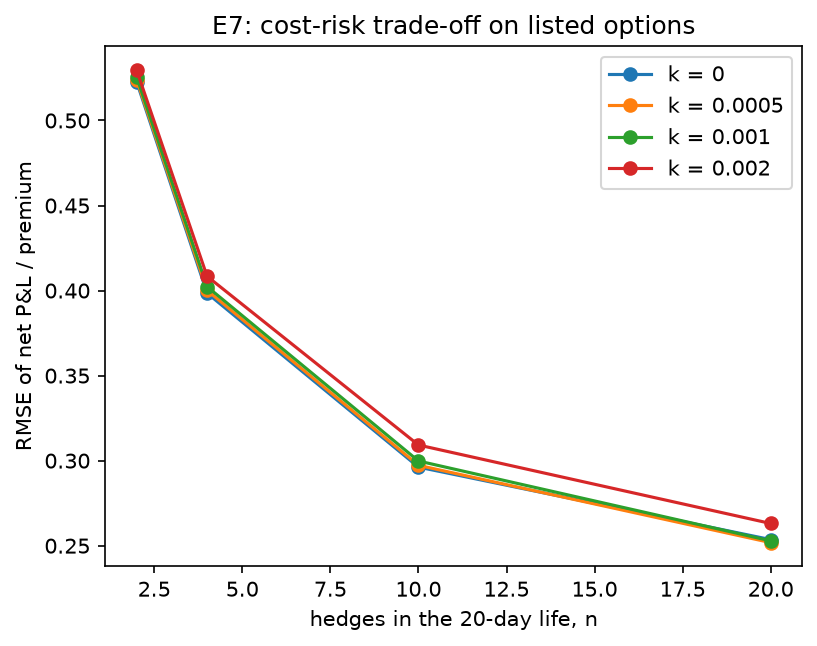 E7: cost-risk trade-off on listed options
k = 0
k = 0.0005
k = 0.001
k = 0.002
RMSE of net P&L / premium
0.50
0.45
0.40
0.35
0.30
0.25
2.5 5.0 7.5 10.0 12.5 15.0 17.5 20.0
hedges in the 20-day life, n